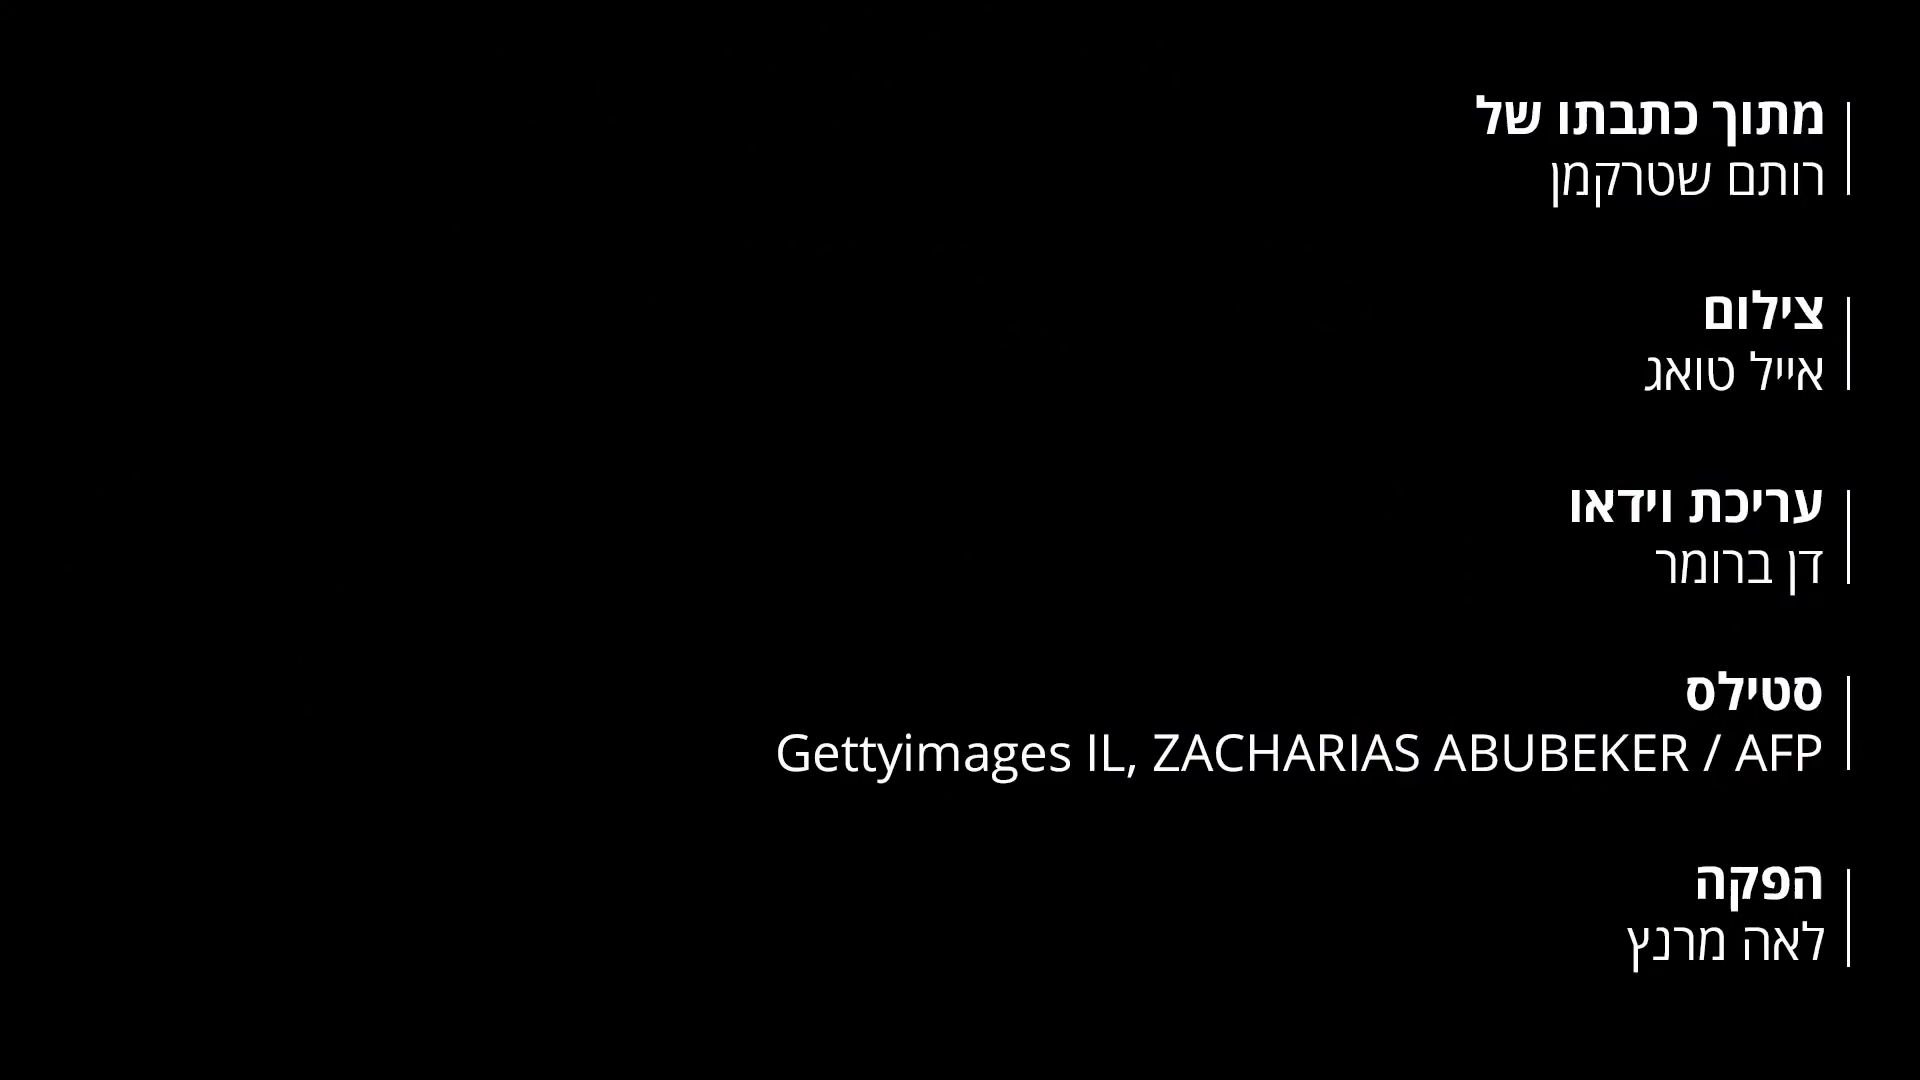 מתוך כתבתו של
רותם שטרקמן
צילום
אייל טואג
עריכת וידאו
דן ברומר
סטילס
Gettyimages IL, ZACHARIAS ABUBEKER / AFP
הפקה
לאה מרנץ